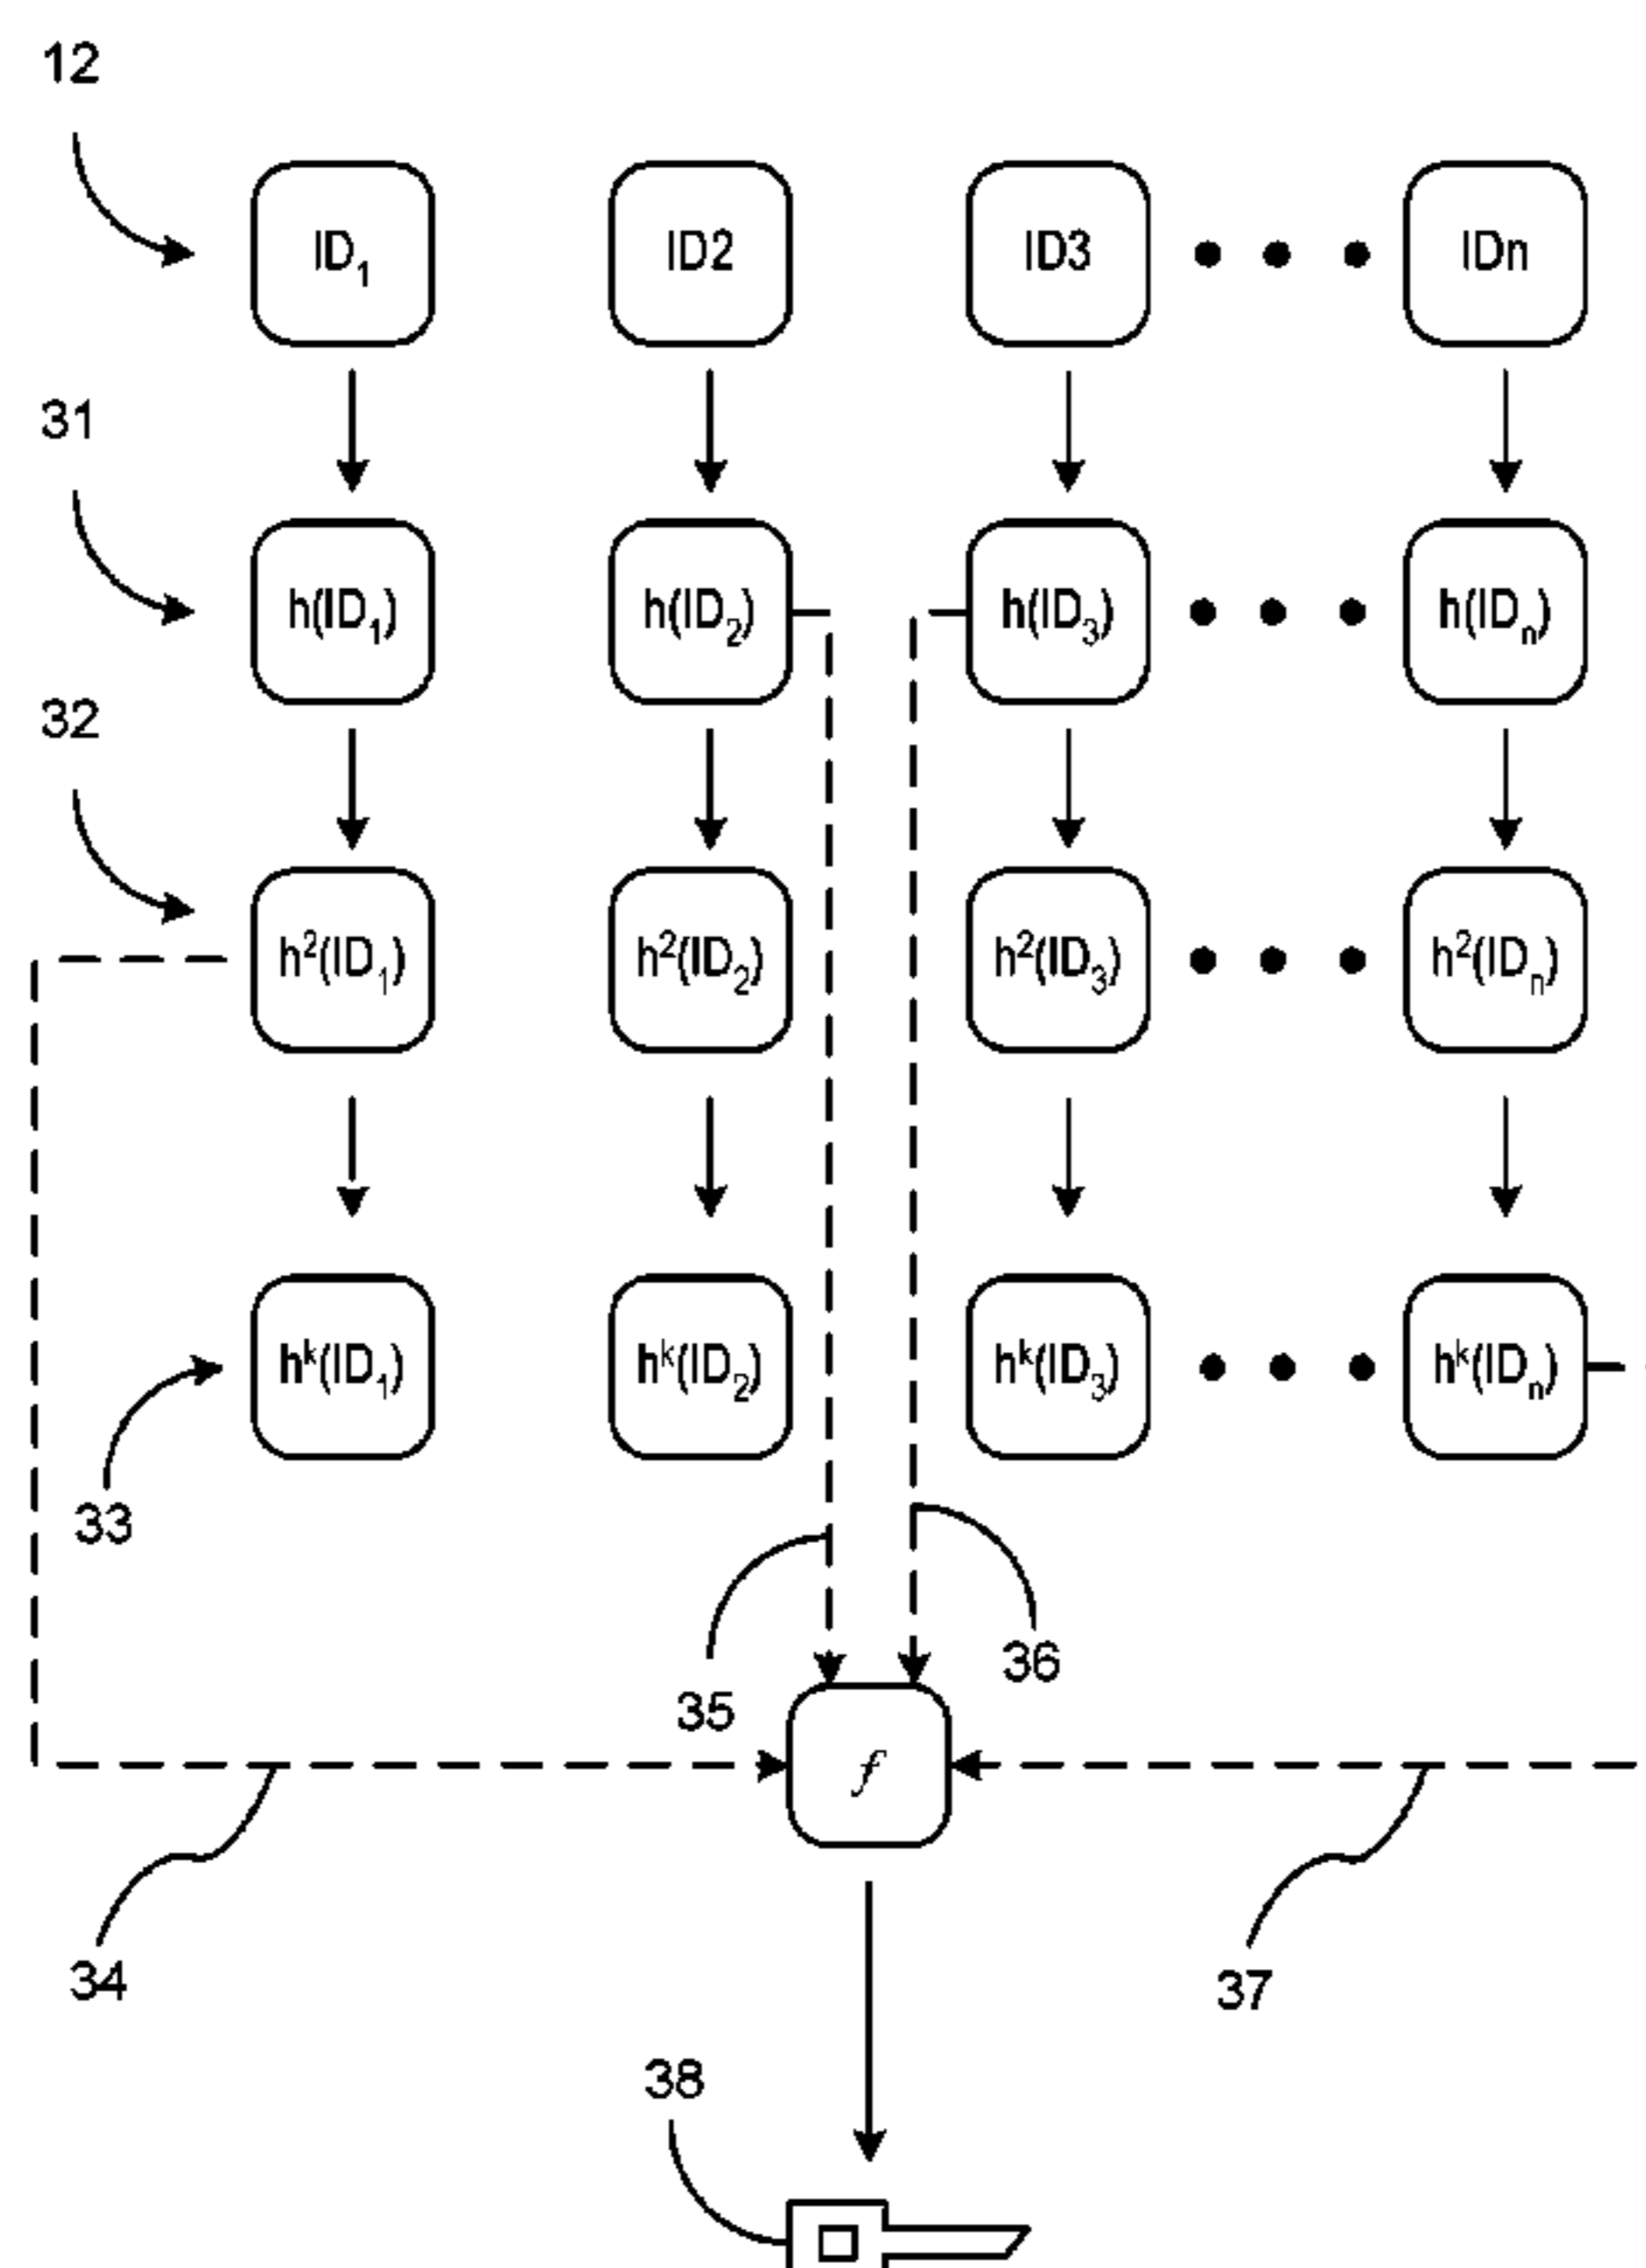 12
ID₁ ID2 ID3 • • • IDn
31
h(ID₁) h(ID₂) h(ID₃) • • • h(IDₙ)
32
h²(ID₁) h²(ID₂) h²(ID₃) • • • h²(IDₙ)
hᵏ(ID₁) hᵏ(ID₂) hᵏ(ID₃) • • • hᵏ(IDₙ)
33
36
35
f
34
37
38